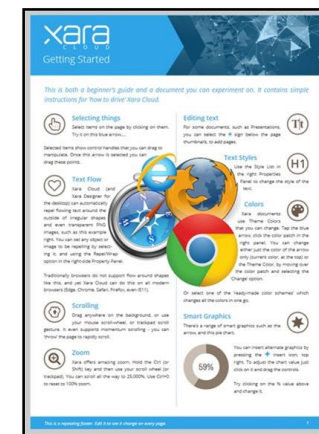 xara
CLOUD
Getting Started
This is both a beginner's guide and a document you can experiment on. It contains simple
instructions for 'how to drive' Xara Cloud.
Selecting things
Select items on the page by clicking on them.
Try it on this blue arrow...
Selected items show control handles that you can drag to
manipulate. Once this arrow is selected you can
drag these points.
Text Flow
Xara Cloud (and
Xara Designer for
the desktop) can automatically
repel flowing text around the
outside of irregular shapes
and even transparent PNG
images, such as this example
right. You can set any object or
image to be repelling by select-
ing it, and using the Repel/Wrap
option in the right-side Property Panel.
Traditionally browsers do not support flow around shapes
like this, and yet Xara Cloud can do this on all modern
browsers (Edge, Chrome, Safari, Firefox, even IE11).
Scrolling
Drag anywhere on the background, or use
your mouse scroll-wheel, or trackpad scroll
gesture. It even supports momentum scrolling - you can
'throw' the page to rapidly scroll.
Zoom
Xara offers amazing zoom. Hold the Ctrl (or
Shift) key and then use your scroll wheel (or
trackpad). You can scroll all the way to 25,000%. Use Ctrl+0
to reset to 100% zoom.
Editing text
For some documents, such as Presentations,
you can select the + sign below the page
thumbnails, to add pages.
Tt
Text Styles
Use the Style List in
the right Properties
Panel to change the style of the
text.
H1
Colors
Xara documents
use Theme Colors
that you can change. Tap the blue
arrow, click the color patch in the
right panel. You can change
either just the color of the arrow
only (current color, at the top) or
the Theme Color, by moving over
the color patch and selecting the
'Change' option.
Or select one of the 'ready-made color schemes' which
changes all the colors in one go.
Smart Graphics
There's a range of smart graphics such as the
arrow, and this pie chart.
59%
You can insert alternate graphics by
pressing the + Insert icon, top
right. To adjust the chart value just
click on it and drag the controls.
Try clicking on the % value above
and change it.
This is a repeating footer. Edit it to see it change on every page.
1